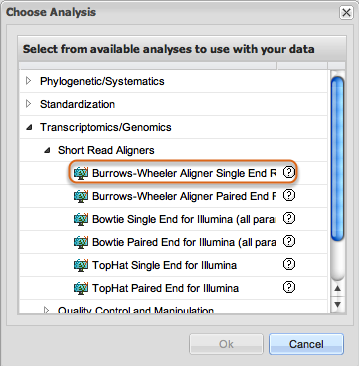 Choose Analysis
Select from available analyses to use with your data
Phylogenetic/Systematics
Standardization
Transcriptomics/Genomics
Short Read Aligners
Burrows-Wheeler Aligner Single End R
Burrows-Wheeler Aligner Paired End F
Bowtie Single End for Illumina (all para
Bowtie Paired End for Illumina (all para
TopHat Single End for Illumina
TopHat Paired End for Illumina
Quality Control and Manipulation
Ok Cancel